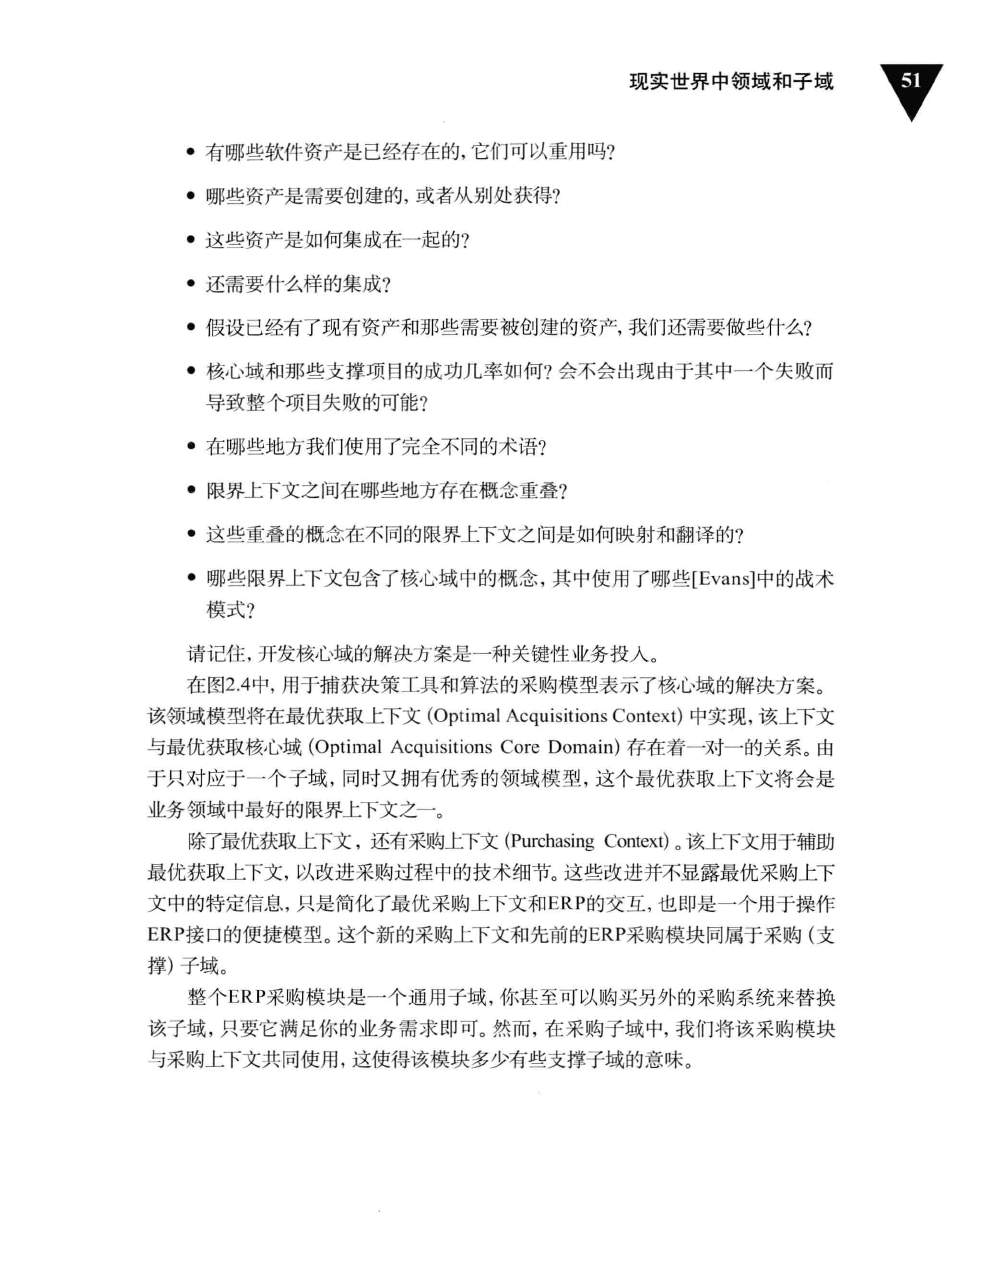 现实世界中领域和子域 51
• 有哪些软件资产是已经存在的，它们可以重用吗？
• 哪些资产是需要创建的，或者从别处获得？
• 这些资产是如何集成在一起的？
• 还需要什么样的集成？
• 假设已经有了现有资产和那些需要被创建的资产，我们还需要做些什么？
• 核心域和那些支撑项目的成功几率如何？会不会出现由于其中一个失败而
导致整个项目失败的可能？
• 在哪些地方我们使用了完全不同的术语？
• 限界上下文之间在哪些地方存在概念重叠？
• 这些重叠的概念在不同的限界上下文之间是如何映射和翻译的？
• 哪些限界上下文包含了核心域中的概念，其中使用了哪些[Evans]中的战术
模式？
请记住，开发核心域的解决方案是一种关键性业务投入。
在图2.4中，用于捕获决策工具和算法的采购模型表示了核心域的解决方案。
该领域模型将在最优获取上下文（Optimal Acquisitions Context）中实现，该上下文
与最优获取核心域（Optimal Acquisitions Core Domain）存在着一对一的关系。由
于只对应于一个子域，同时又拥有优秀的领域模型，这个最优获取上下文将会是
业务领域中最好的限界上下文之一。
除了最优获取上下文，还有采购上下文（Purchasing Context）。该上下文用于辅助
最优获取上下文，以改进采购过程中的技术细节。这些改进并不显露最优采购上下
文中的特定信息，只是简化了最优采购上下文和ERP的交互，也即是一个用于操作
ERP接口的便捷模型。这个新的采购上下文和先前的ERP采购模块同属于采购（支
撑）子域。
整个ERP采购模块是一个通用子域，你甚至可以购买另外的采购系统来替换
该子域，只要它满足你的业务需求即可。然而，在采购子域中，我们将该采购模块
与采购上下文共同使用，这使得该模块多少有些支撑子域的意味。